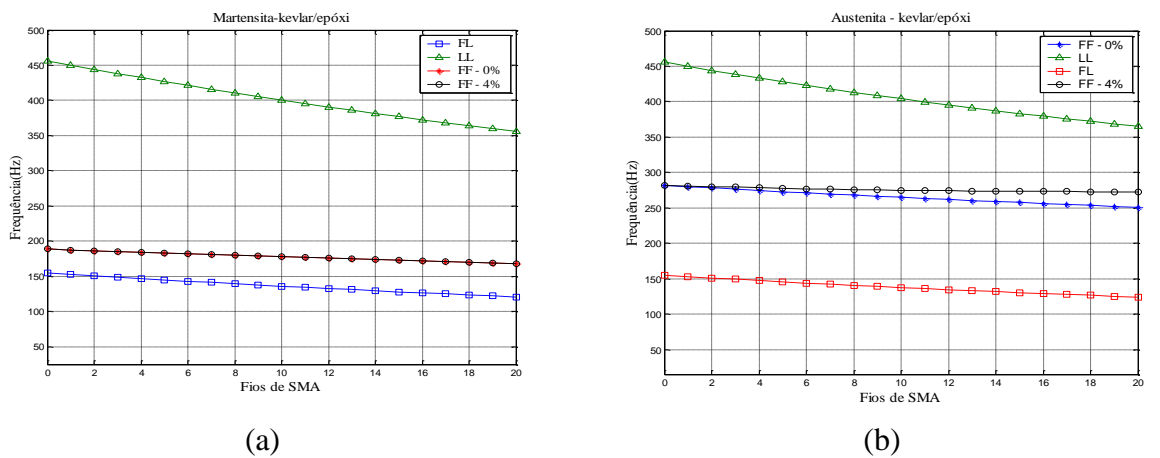 Martensita-kevlar/epóxi
500
450
400
350
300
250
200
150
100
50
0 2 4 6 8 10 12 14 16 18 20
Frequência(Hz)
Fios de SMA
FL
LL
FF - 0%
FF - 4%
(a)
Austenita - kevlar/epóxi
500
450
400
350
300
250
200
150
100
50
0 2 4 6 8 10 12 14 16 18 20
Frequência(Hz)
Fios de SMA
FF - 0%
LL
FL
FF - 4%
(b)